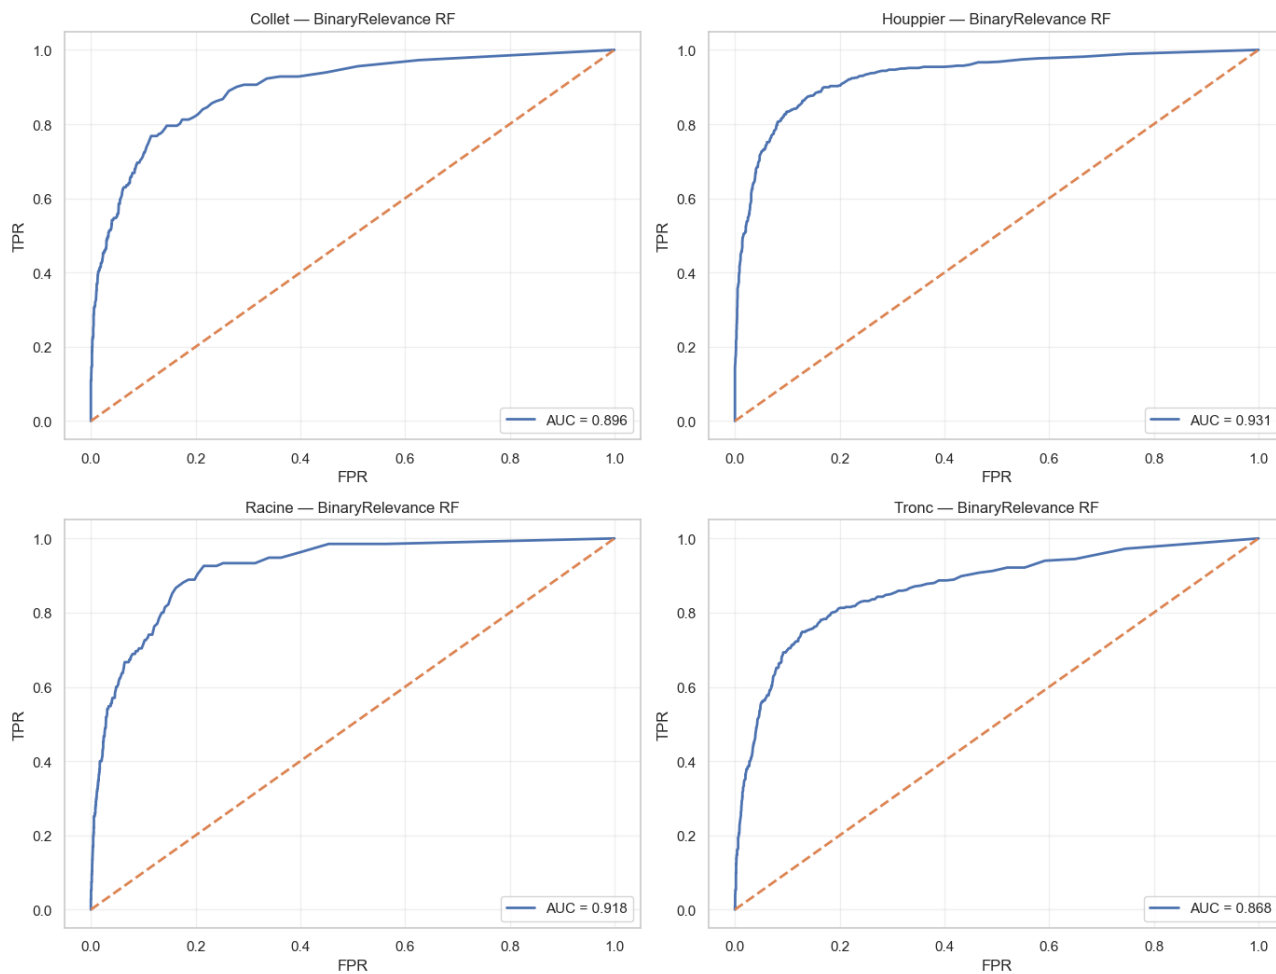 Collet — BinaryRelevance RF
1.0
0.8
0.6
0.4
0.2
0.0
TPR
AUC = 0.896
0.0 0.2 0.4 0.6 0.8 1.0
FPR
Houppier — BinaryRelevance RF
1.0
0.8
0.6
0.4
0.2
0.0
TPR
AUC = 0.931
0.0 0.2 0.4 0.6 0.8 1.0
FPR
Racine — BinaryRelevance RF
1.0
0.8
0.6
0.4
0.2
0.0
TPR
AUC = 0.918
0.0 0.2 0.4 0.6 0.8 1.0
FPR
Tronc — BinaryRelevance RF
1.0
0.8
0.6
0.4
0.2
0.0
TPR
AUC = 0.868
0.0 0.2 0.4 0.6 0.8 1.0
FPR